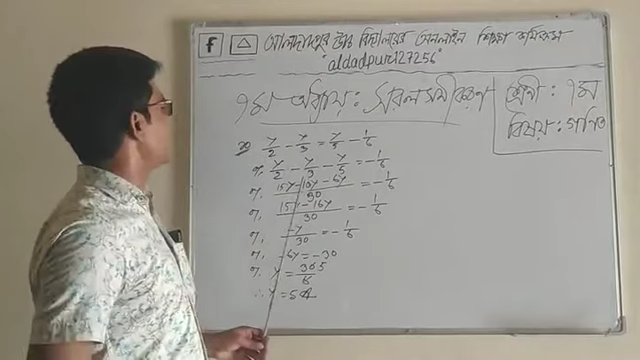 f আলদাদপুর উচ্চ বিদ্যালয়ের অনলাইন শিক্ষা কার্যক্রম
"aldadpur127256"
৭ম অধ্যায়: সরল সমীকরণ
শ্রেণী: ৭ম
বিষয়: গণিত
y/2 - y/3 = y/5 - 1/6
বা, y/2 - y/3 - y/5 = -1/6
বা, (15y - 10y - 6y)/30 = -1/6
বা, (15y - 16y)/30 = -1/6
বা, -y/30 = -1/6
বা, -6y = -30
বা, y = 30/6
∴ y = 5